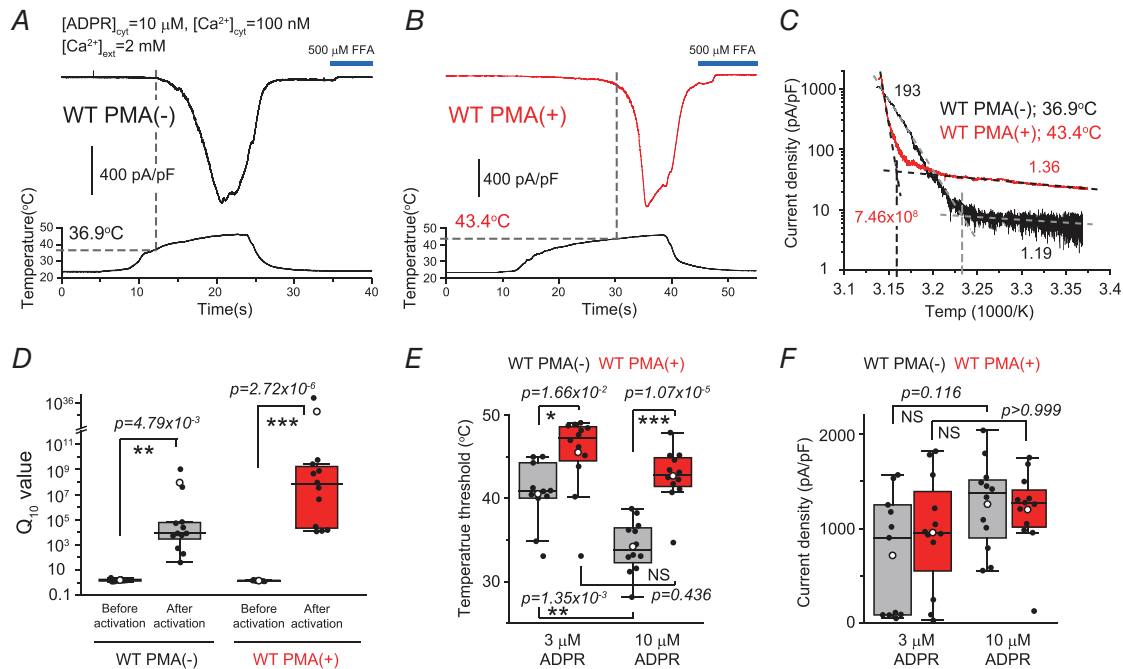 A
[ADPR]cyt=10 μM, [Ca2+]cyt=100 nM
[Ca2+]ext=2 mM
500 μM FFA
WT PMA(-)
400 pA/pF
Temperatrue(oC)
50
40
30
20
36.9oC
0
10
20
30
40
Time(s)
B
500 μM FFA
WT PMA(+)
400 pA/pF
Temperatrue(oC)
50
40
30
20
43.4oC
0
10
20
30
40
50
Time(s)
C
Current density (pA/pF)
1000
100
10
1
193
WT PMA(-); 36.9oC
WT PMA(+); 43.4oC
1.36
7.46x10^8
1.19
3.1
3.15
3.2
3.25
3.3
3.35
3.4
Temp (1000/K)
D
Q10 value
10^36
10^11
10^9
10^7
10^5
10^3
10
0.1
p=4.79x10^-3
**
p=2.72x10^-6
***
Before activation
After activation
Before activation
After activation
WT PMA(-)
WT PMA(+)
E
WT PMA(-) WT PMA(+)
Temperatrue threshold (oC)
50
40
30
p=1.66x10^-2
*
p=1.07x10^-5
***
NS
p=1.35x10^-3
**
p=0.436
3 μM ADPR
10 μM ADPR
F
WT PMA(-) WT PMA(+)
Current density (pA/pF)
2000
1000
0
p=0.116
NS
p>0.999
NS
3 μM ADPR
10 μM ADPR